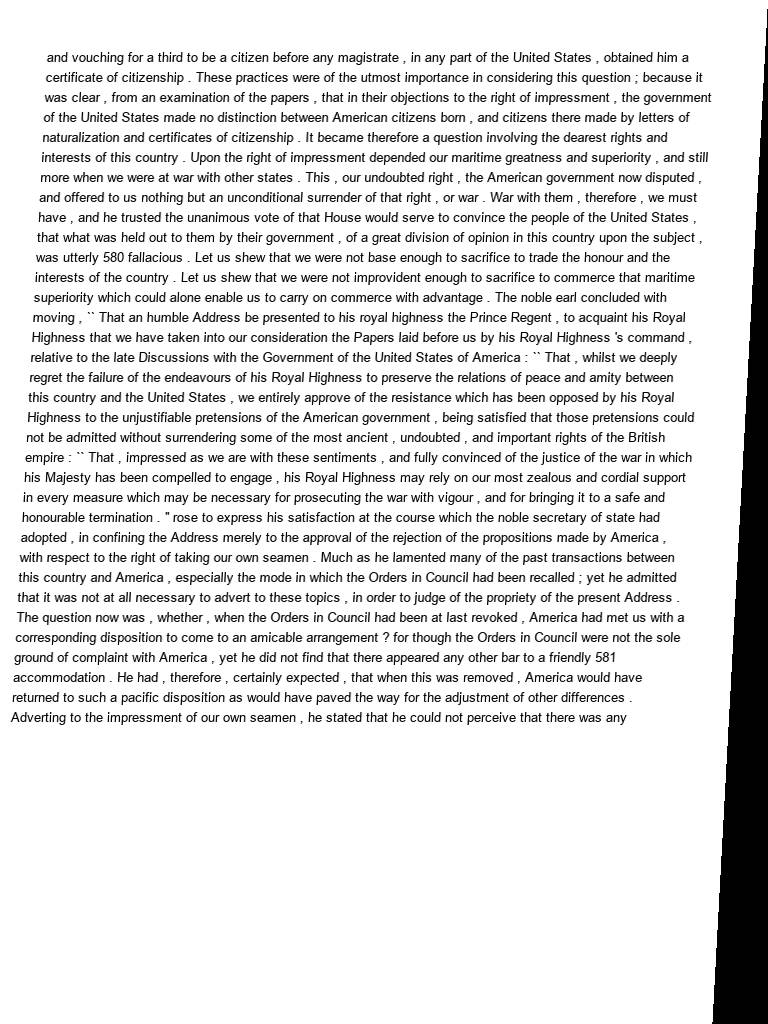 and vouching for a third to be a citizen before any magistrate , in any part of the United States , obtained him a
certificate of citizenship . These practices were of the utmost importance in considering this question ; because it
was clear , from an examination of the papers , that in their objections to the right of impressment , the government
of the United States made no distinction between American citizens born , and citizens there made by letters of
naturalization and certificates of citizenship . It became therefore a question involving the dearest rights and
interests of this country . Upon the right of impressment depended our maritime greatness and superiority , and still
more when we were at war with other states . This , our undoubted right , the American government now disputed ,
and offered to us nothing but an unconditional surrender of that right , or war . War with them , therefore , we must
have , and he trusted the unanimous vote of that House would serve to convince the people of the United States ,
that what was held out to them by their government , of a great division of opinion in this country upon the subject ,
was utterly 580 fallacious . Let us shew that we were not base enough to sacrifice to trade the honour and the
interests of the country . Let us shew that we were not improvident enough to sacrifice to commerce that maritime
superiority which could alone enable us to carry on commerce with advantage . The noble earl concluded with
moving , `` That an humble Address be presented to his royal highness the Prince Regent , to acquaint his Royal
Highness that we have taken into our consideration the Papers laid before us by his Royal Highness 's command ,
relative to the late Discussions with the Government of the United States of America : `` That , whilst we deeply
regret the failure of the endeavours of his Royal Highness to preserve the relations of peace and amity between
this country and the United States , we entirely approve of the resistance which has been opposed by his Royal
Highness to the unjustifiable pretensions of the American government , being satisfied that those pretensions could
not be admitted without surrendering some of the most ancient , undoubted , and important rights of the British
empire : `` That , impressed as we are with these sentiments , and fully convinced of the justice of the war in which
his Majesty has been compelled to engage , his Royal Highness may rely on our most zealous and cordial support
in every measure which may be necessary for prosecuting the war with vigour , and for bringing it to a safe and
honourable termination . " rose to express his satisfaction at the course which the noble secretary of state had
adopted , in confining the Address merely to the approval of the rejection of the propositions made by America ,
with respect to the right of taking our own seamen . Much as he lamented many of the past transactions between
this country and America , especially the mode in which the Orders in Council had been recalled ; yet he admitted
that it was not at all necessary to advert to these topics , in order to judge of the propriety of the present Address .
The question now was , whether , when the Orders in Council had been at last revoked , America had met us with a
corresponding disposition to come to an amicable arrangement ? for though the Orders in Council were not the sole
ground of complaint with America , yet he did not find that there appeared any other bar to a friendly 581
accommodation . He had , therefore , certainly expected , that when this was removed , America would have
returned to such a pacific disposition as would have paved the way for the adjustment of other differences .
Adverting to the impressment of our own seamen , he stated that he could not perceive that there was any